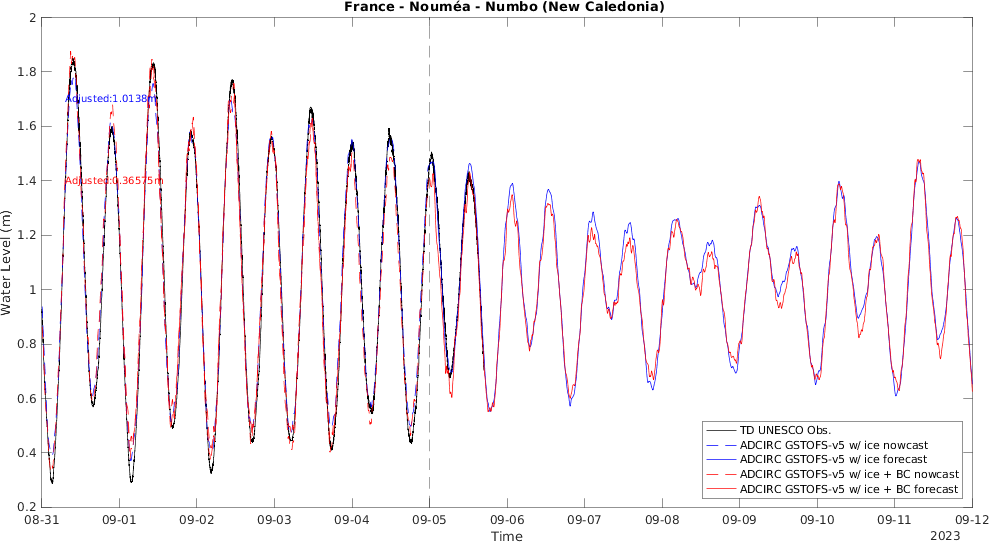 France - Nouméa - Numbo (New Caledonia)
Water Level (m)
2
1.8
1.6
1.4
1.2
1
0.8
0.6
0.4
0.2
Adjusted:1.0138m
Adjusted:0.36575m
TD UNESCO Obs.
ADCIRC GSTOFS-v5 w/ ice nowcast
ADCIRC GSTOFS-v5 w/ ice forecast
ADCIRC GSTOFS-v5 w/ ice + BC nowcast
ADCIRC GSTOFS-v5 w/ ice + BC forecast
08-31 09-01 09-02 09-03 09-04 09-05 09-06 09-07 09-08 09-09 09-10 09-11 09-12
Time
2023